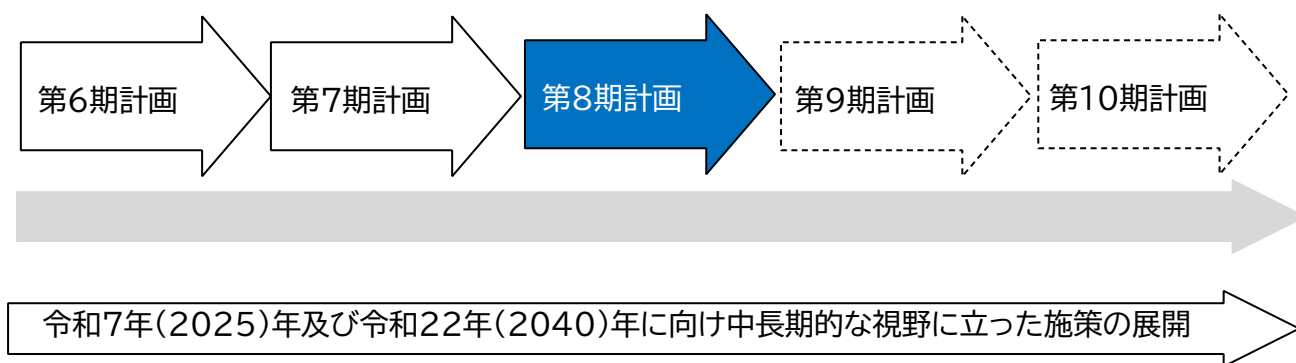 第6期計画
第7期計画
第8期計画
第9期計画
第10期計画
令和7年(2025)年及び令和22年(2040)年に向け中長期的な視野に立った施策の展開